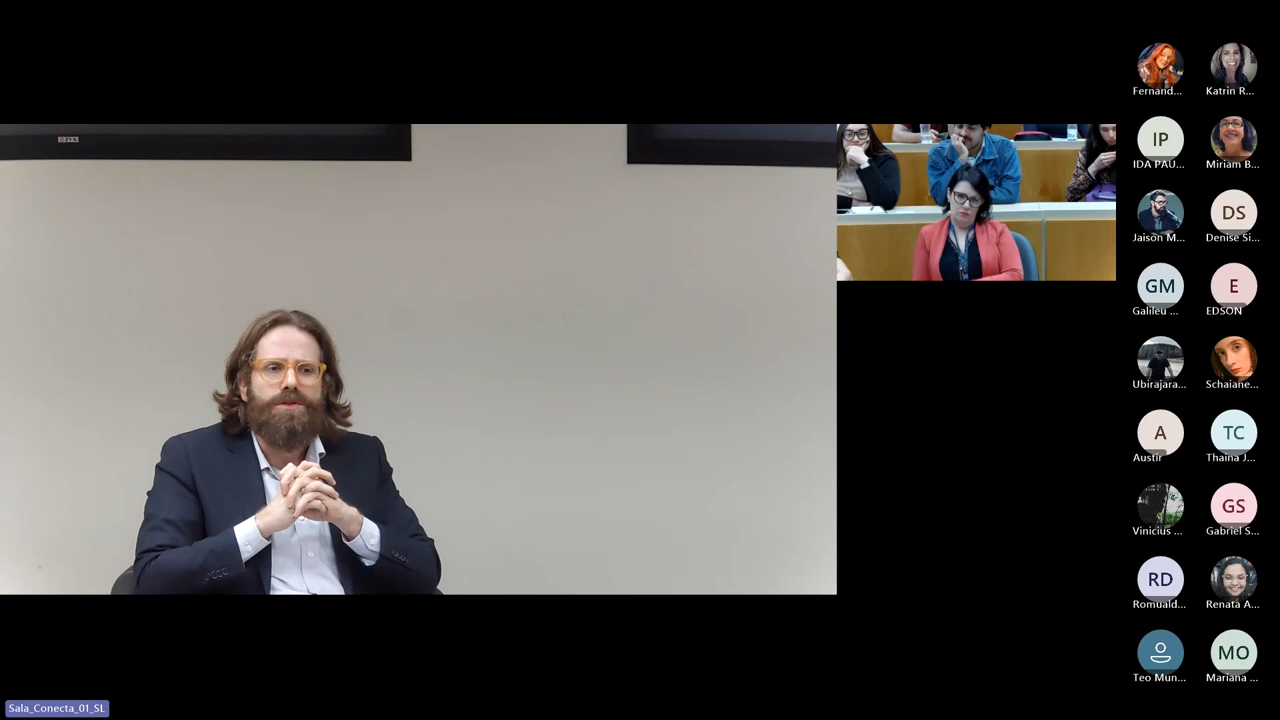 Fernand...
Katrin R...
IP
IDA PAU...
Miriam B...
Jaison M...
DS
Denise Si...
GM
Galileu ...
E
EDSON
Ubirajara...
Schaiane...
A
Austir
TC
Thaina J...
Vinicius ...
GS
Gabriel S...
RD
Romuald...
Renata A...
Teo Mun...
MO
Mariana ...
Sala_Conecta_01_SL